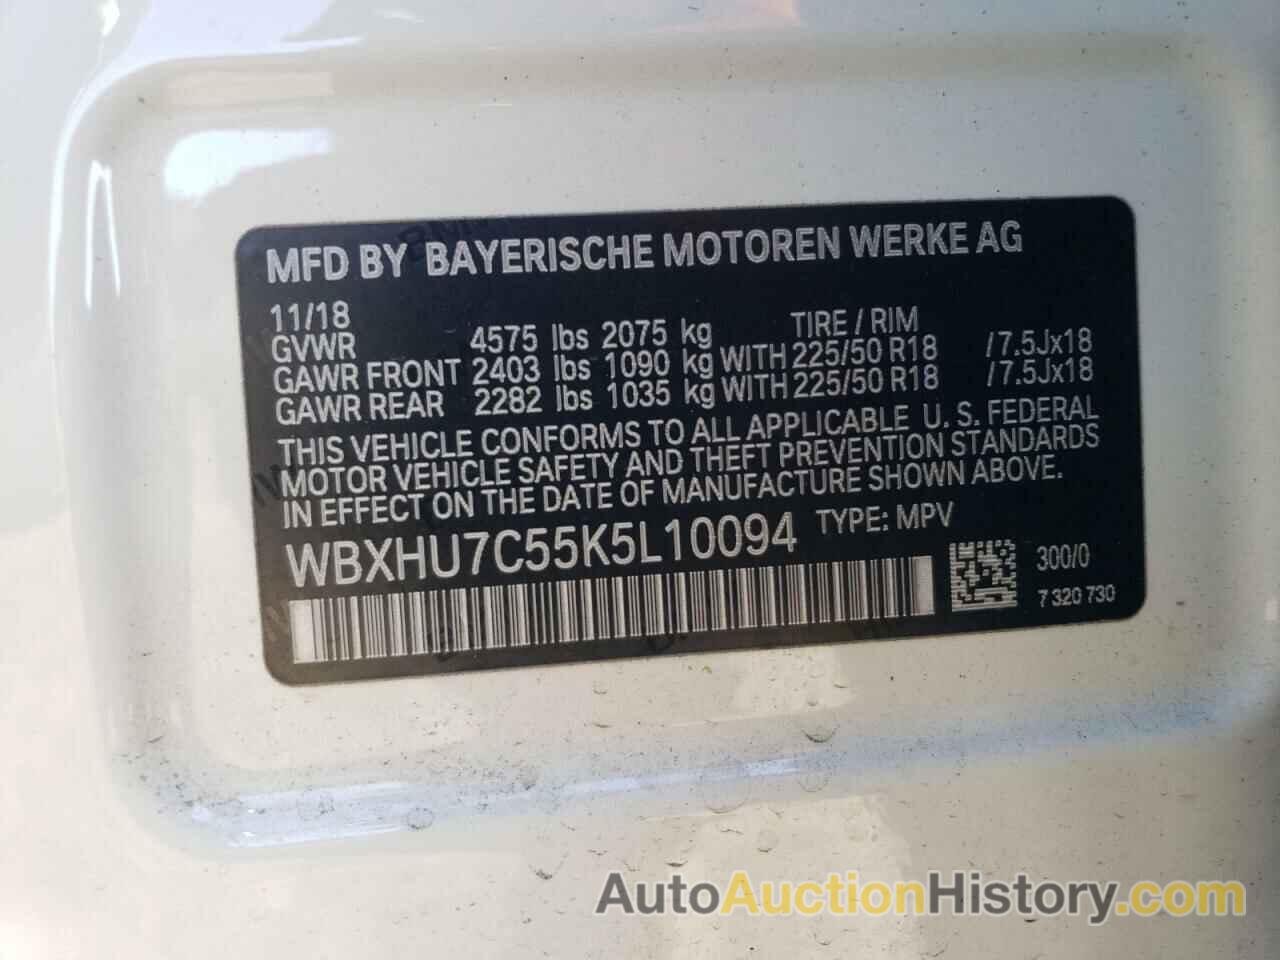 MFD BY BAYERISCHE MOTOREN WERKE AG
11/18 TIRE / RIM
GVWR 4575 lbs 2075 kg
GAWR FRONT 2403 lbs 1090 kg WITH 225/50 R18 /7.5Jx18
GAWR REAR 2282 lbs 1035 kg WITH 225/50 R18 /7.5Jx18
THIS VEHICLE CONFORMS TO ALL APPLICABLE U. S. FEDERAL
MOTOR VEHICLE SAFETY AND THEFT PREVENTION STANDARDS
IN EFFECT ON THE DATE OF MANUFACTURE SHOWN ABOVE.
WBXHU7C55K5L10094 TYPE: MPV
300/0
7 320 730
AutoAuctionHistory.com